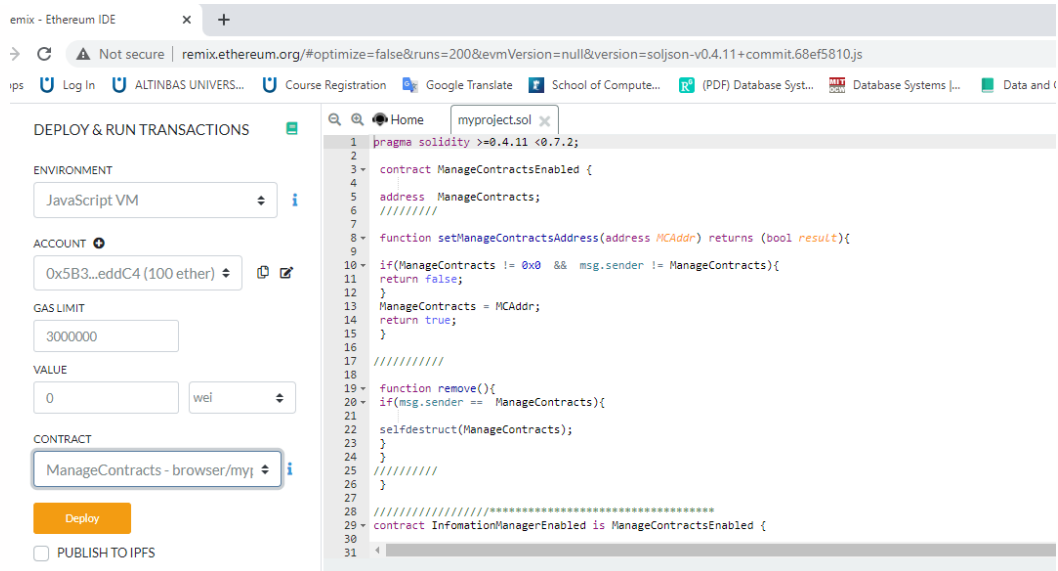 emix - Ethereum IDE
Not secure | remix.ethereum.org/#optimize=false&runs=200&evmVersion=null&version=soljson-v0.4.11+commit.68ef5810.js
ps Log In ALTINBAS UNIVERS... Course Registration Google Translate School of Compute... (PDF) Database Syst... Database Systems |... Data and
DEPLOY & RUN TRANSACTIONS
ENVIRONMENT
JavaScript VM
i
ACCOUNT
0x5B3...eddC4 (100 ether)
GAS LIMIT
3000000
VALUE
0
wei
CONTRACT
ManageContracts - browser/myp
i
Deploy
PUBLISH TO IPFS
Home
myproject.sol
1 pragma solidity >=0.4.11 <0.7.2;
2
3 contract ManageContractsEnabled {
4
5 address  ManageContracts;
6 /////////
7
8 function setManageContractsAddress(address MCAddr) returns (bool result){
9
10 if(ManageContracts != 0x0  &&  msg.sender != ManageContracts){
11 return false;
12 }
13 ManageContracts = MCAddr;
14 return true;
15 }
16
17 ///////////
18
19 function remove(){
20 if(msg.sender ==  ManageContracts){
21
22 selfdestruct(ManageContracts);
23 }
24 }
25 //////////
26 }
27
28 //////////////////***********************************
29 contract InfomationManagerEnabled is ManageContractsEnabled {
30
31